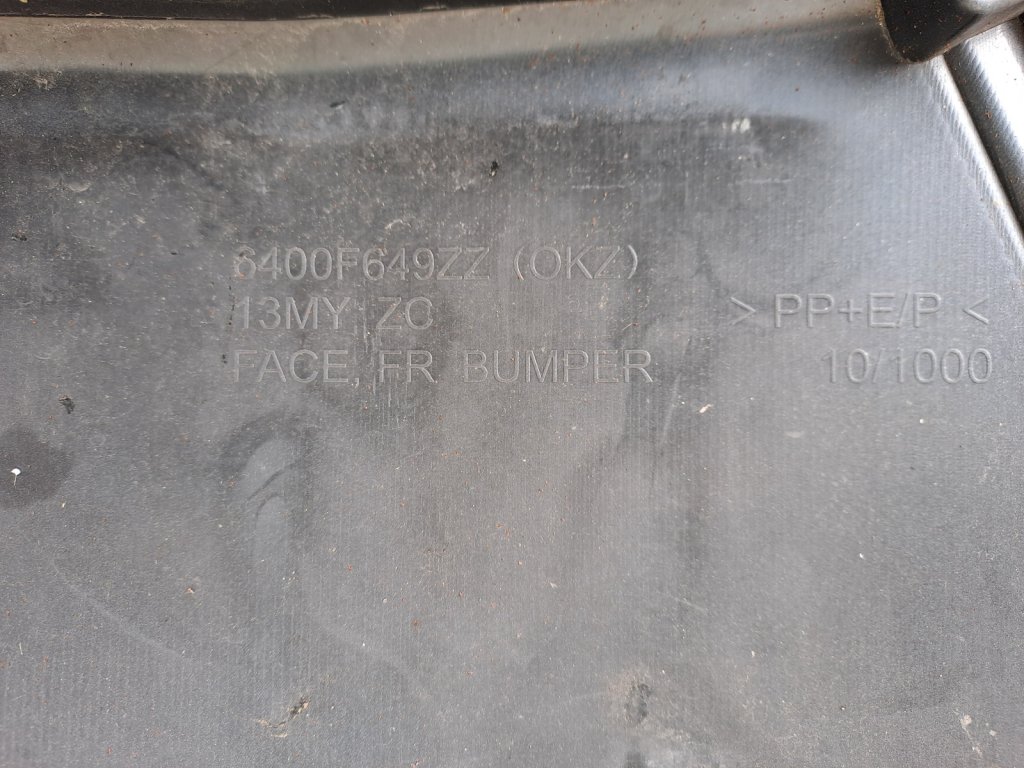 6400F649ZZ (OKZ)
13MY ZC
FACE, FR BUMPER
> PP+E/P <
10/1000